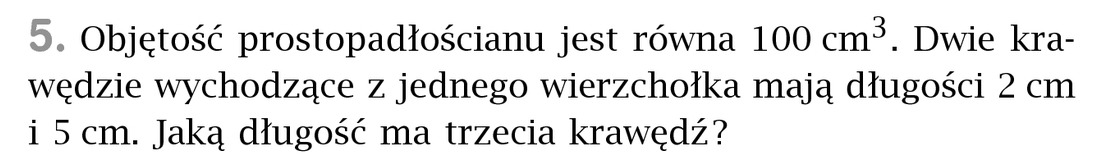 5. Objętość prostopadłościanu jest równa 100 cm³. Dwie kra-
wędzie wychodzące z jednego wierzchołka mają długości 2 cm
i 5 cm. Jaką długość ma trzecia krawędź?